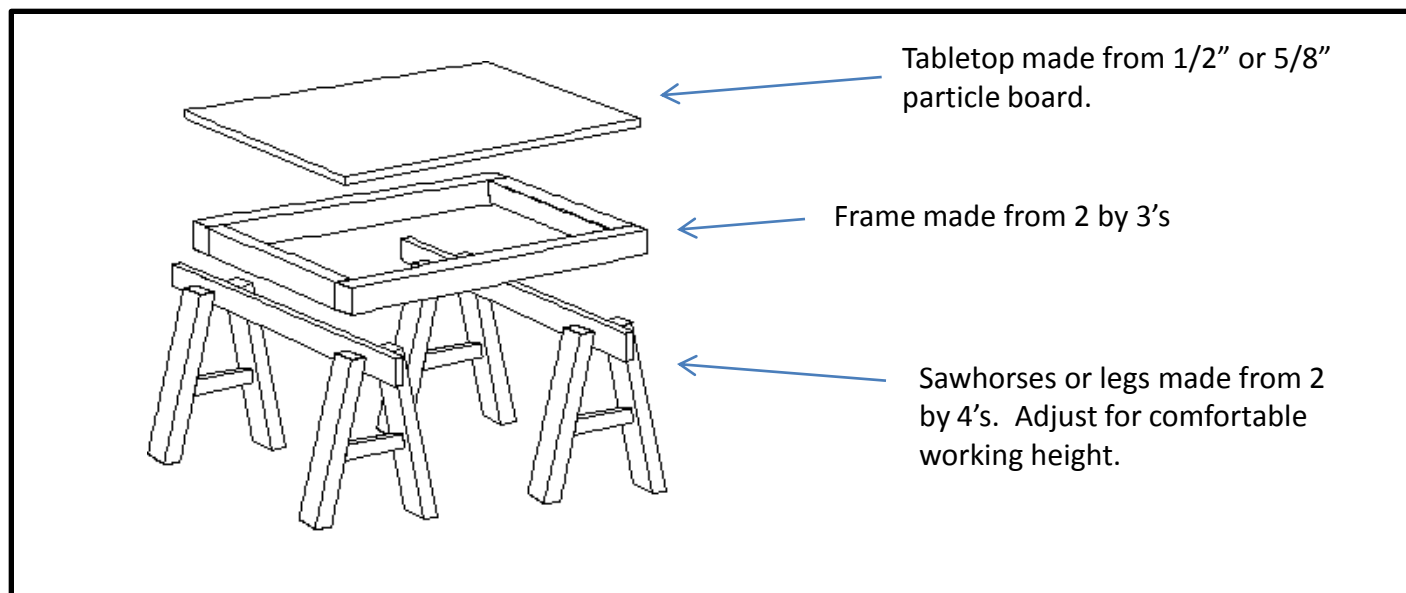 Tabletop made from 1/2” or 5/8”
particle board.
Frame made from 2 by 3’s
Sawhorses or legs made from 2
by 4’s.  Adjust for comfortable
working height.